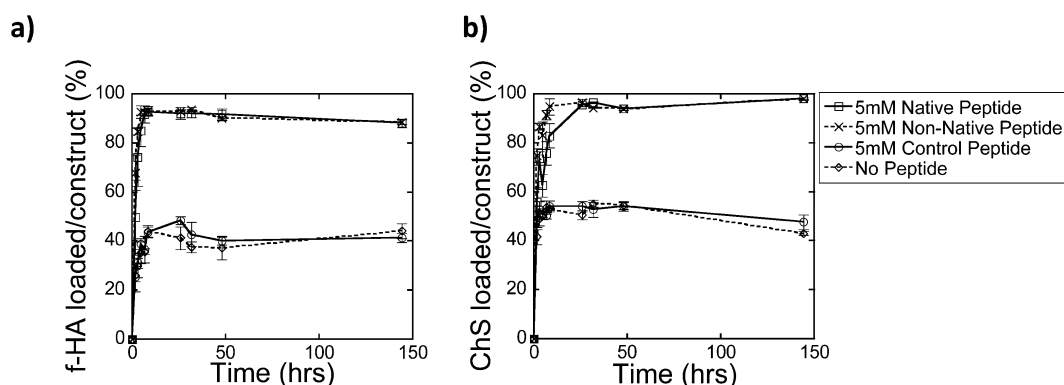 a)
f-HA loaded/construct (%)
100
80
60
40
20
0
0 50 100 150
Time (hrs)
b)
ChS loaded/construct (%)
100
80
60
40
20
0
0 50 100 150
Time (hrs)
5mM Native Peptide
5mM Non-Native Peptide
5mM Control Peptide
No Peptide